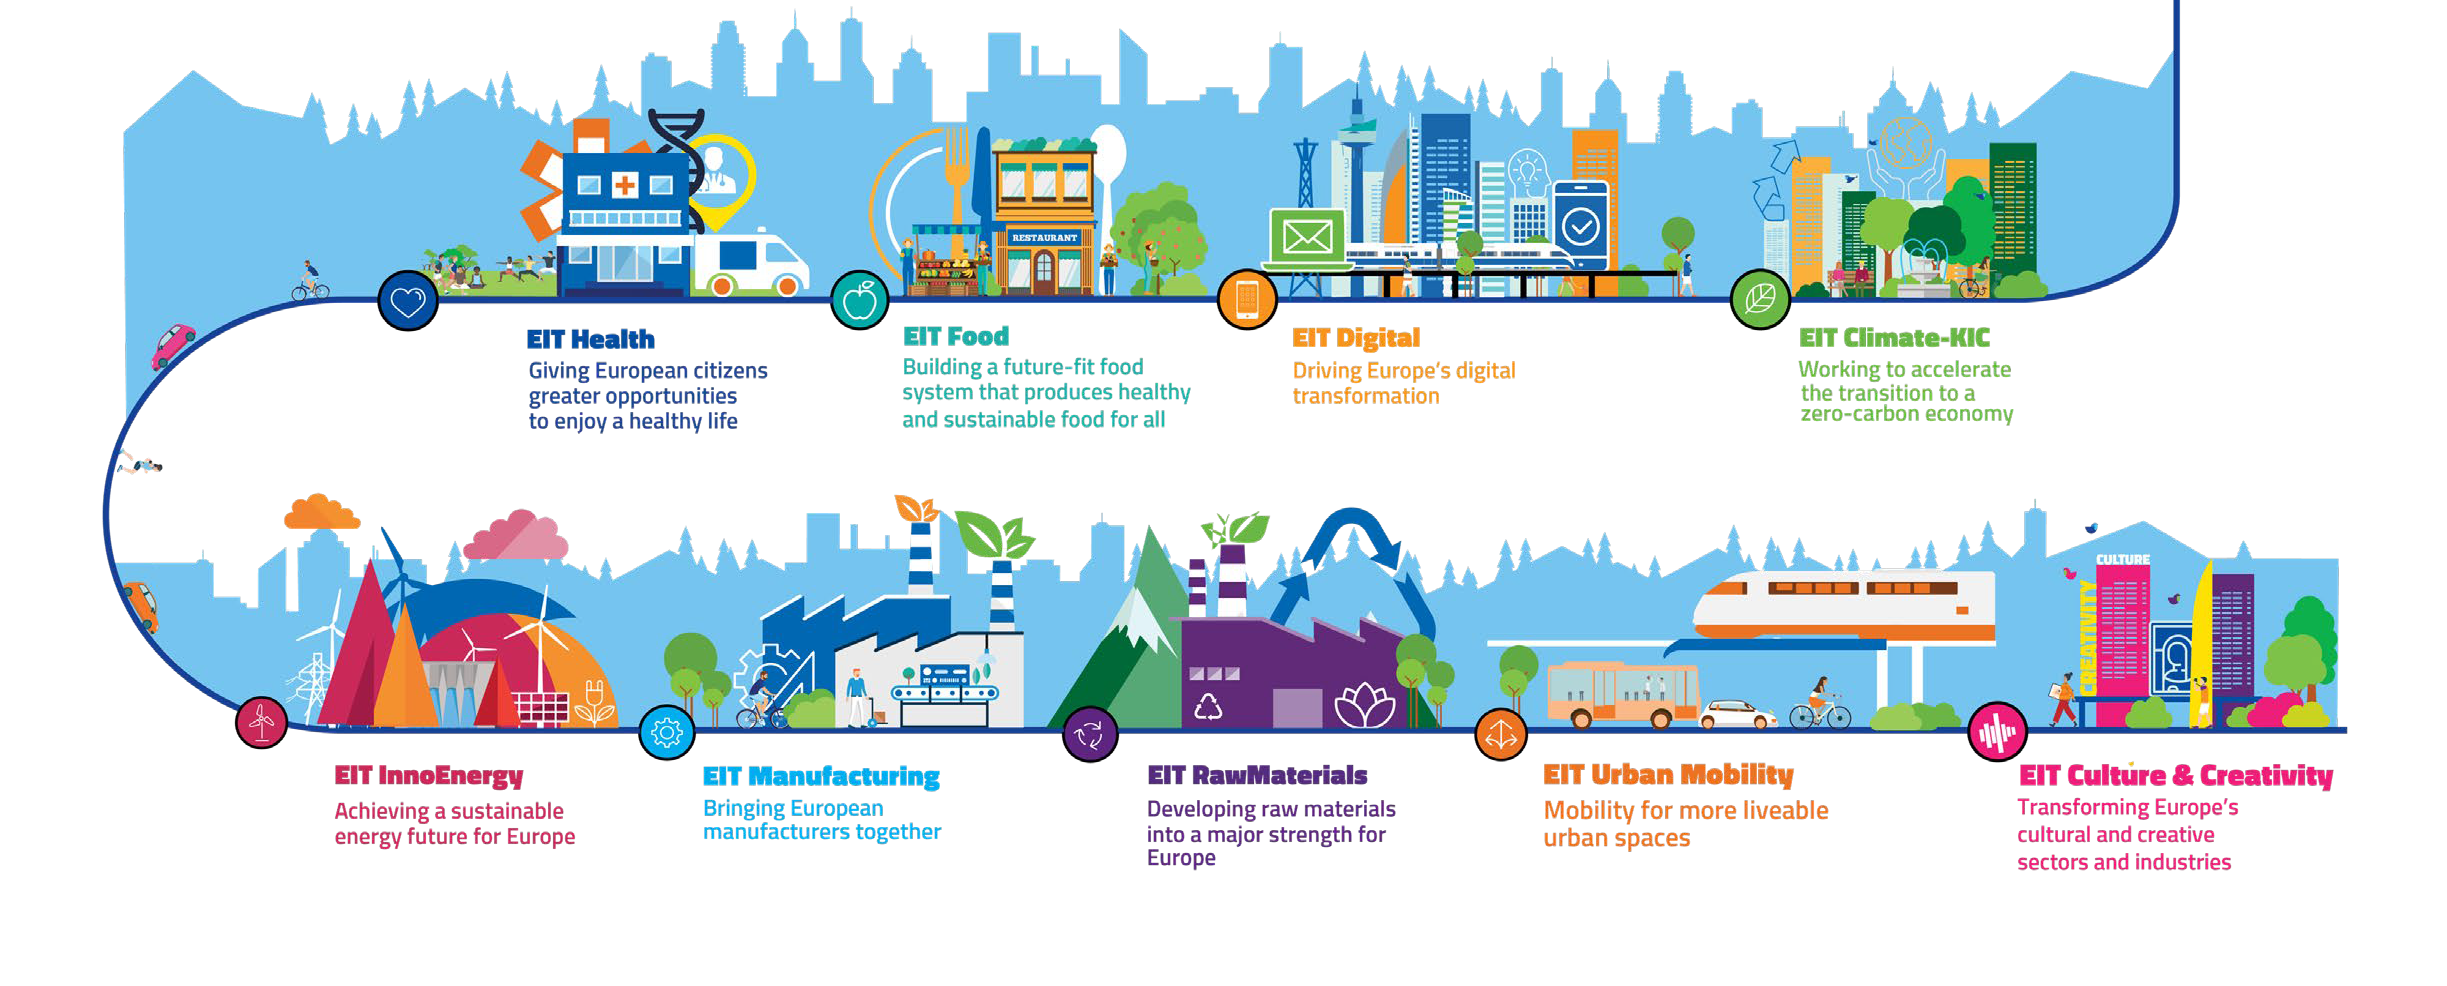 RESTAURANT
EIT Health
Giving European citizens
greater opportunities
to enjoy a healthy life
EIT Food
Building a future-fit food
system that produces healthy
and sustainable food for all
EIT Digital
Driving Europe's digital
transformation
EIT Climate-KIC
Working to accelerate
the transition to a
zero-carbon economy
CULTURE
CREATIVITY
EIT InnoEnergy
Achieving a sustainable
energy future for Europe
EIT Manufacturing
Bringing European
manufacturers together
EIT RawMaterials
Developing raw materials
into a major strength for
Europe
EIT Urban Mobility
Mobility for more liveable
urban spaces
EIT Culture & Creativity
Transforming Europe's
cultural and creative
sectors and industries